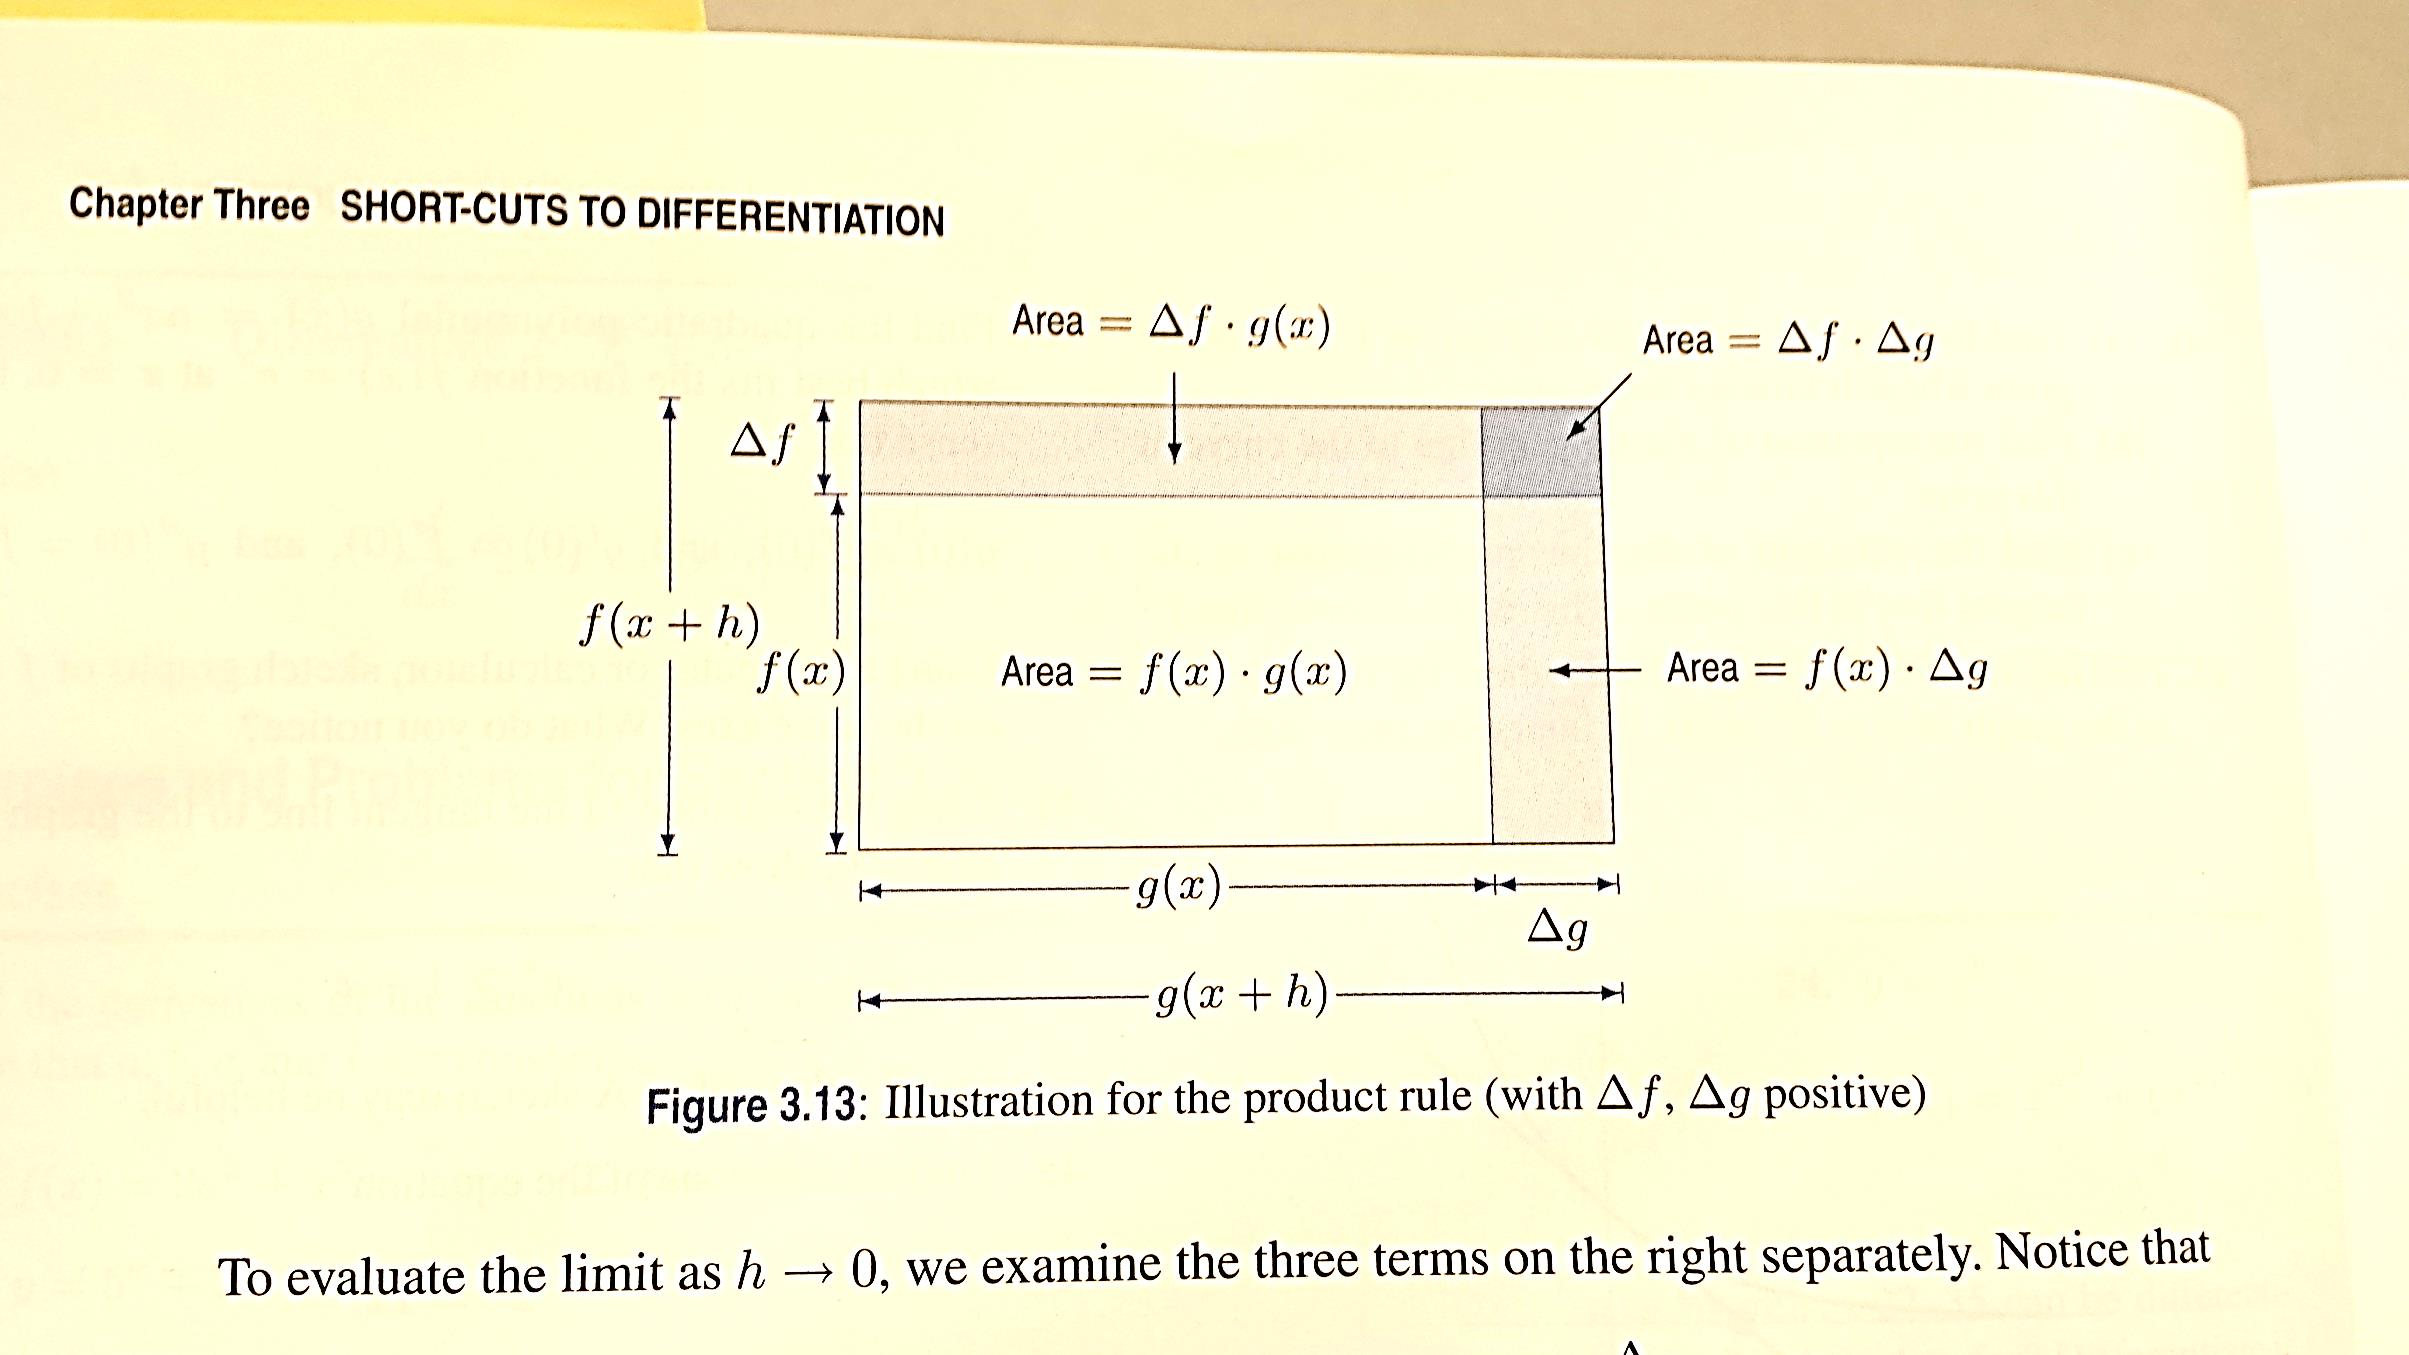 Chapter Three SHORT-CUTS TO DIFFERENTIATION
Area = Δf · g(x)
Area = Δf · Δg
Δf
f(x + h)
f(x)
Area = f(x) · g(x)
Area = f(x) · Δg
g(x)
Δg
g(x + h)
Figure 3.13: Illustration for the product rule (with Δf, Δg positive)
To evaluate the limit as h → 0, we examine the three terms on the right separately. Notice that